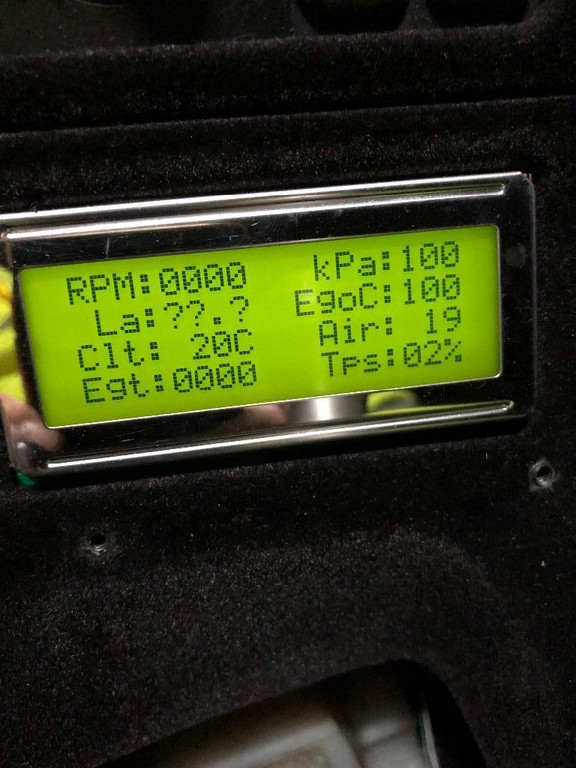 RPM:0000 kPa:100
La:??.? EgoC:100
Clt: 20C Air: 19
Egt:0000 Tps:02%